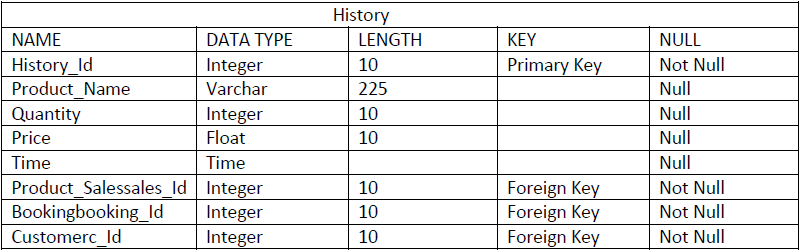 History
NAME DATA TYPE LENGTH KEY NULL
History_Id Integer 10 Primary Key Not Null
Product_Name Varchar 225 Null
Quantity Integer 10 Null
Price Float 10 Null
Time Time Null
Product_Salessales_Id Integer 10 Foreign Key Not Null
Bookingbooking_Id Integer 10 Foreign Key Not Null
Customerc_Id Integer 10 Foreign Key Not Null